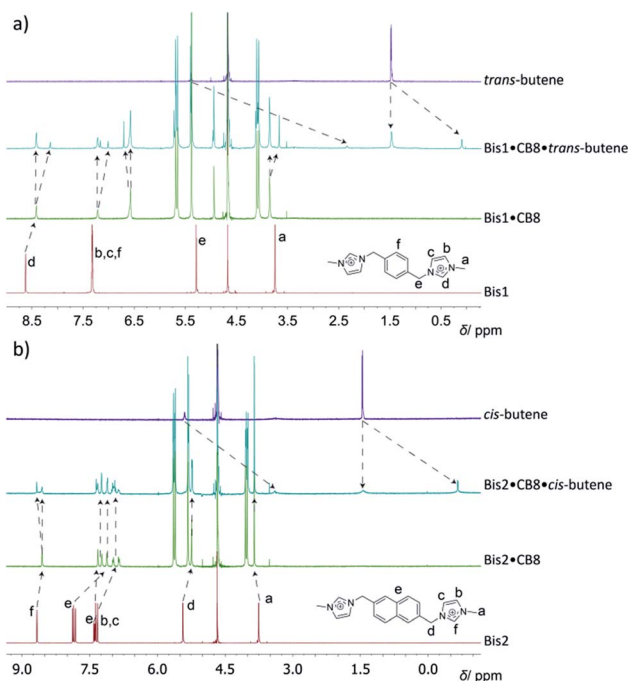 a)
trans-butene
Bis1•CB8•trans-butene
Bis1•CB8
d
b,c,f
e
a
f
c
b
N
N
N
N
a
e
d
Bis1
8.5 7.5 6.5 5.5 4.5 3.5 2.5 1.5 0.5
δ/ ppm
b)
cis-butene
Bis2•CB8•cis-butene
Bis2•CB8
f
e
e
b,c
d
a
e
c
b
N
N
N
N
a
d
f
Bis2
9.0 7.5 6.0 4.5 3.0 1.5 0.0
δ/ ppm